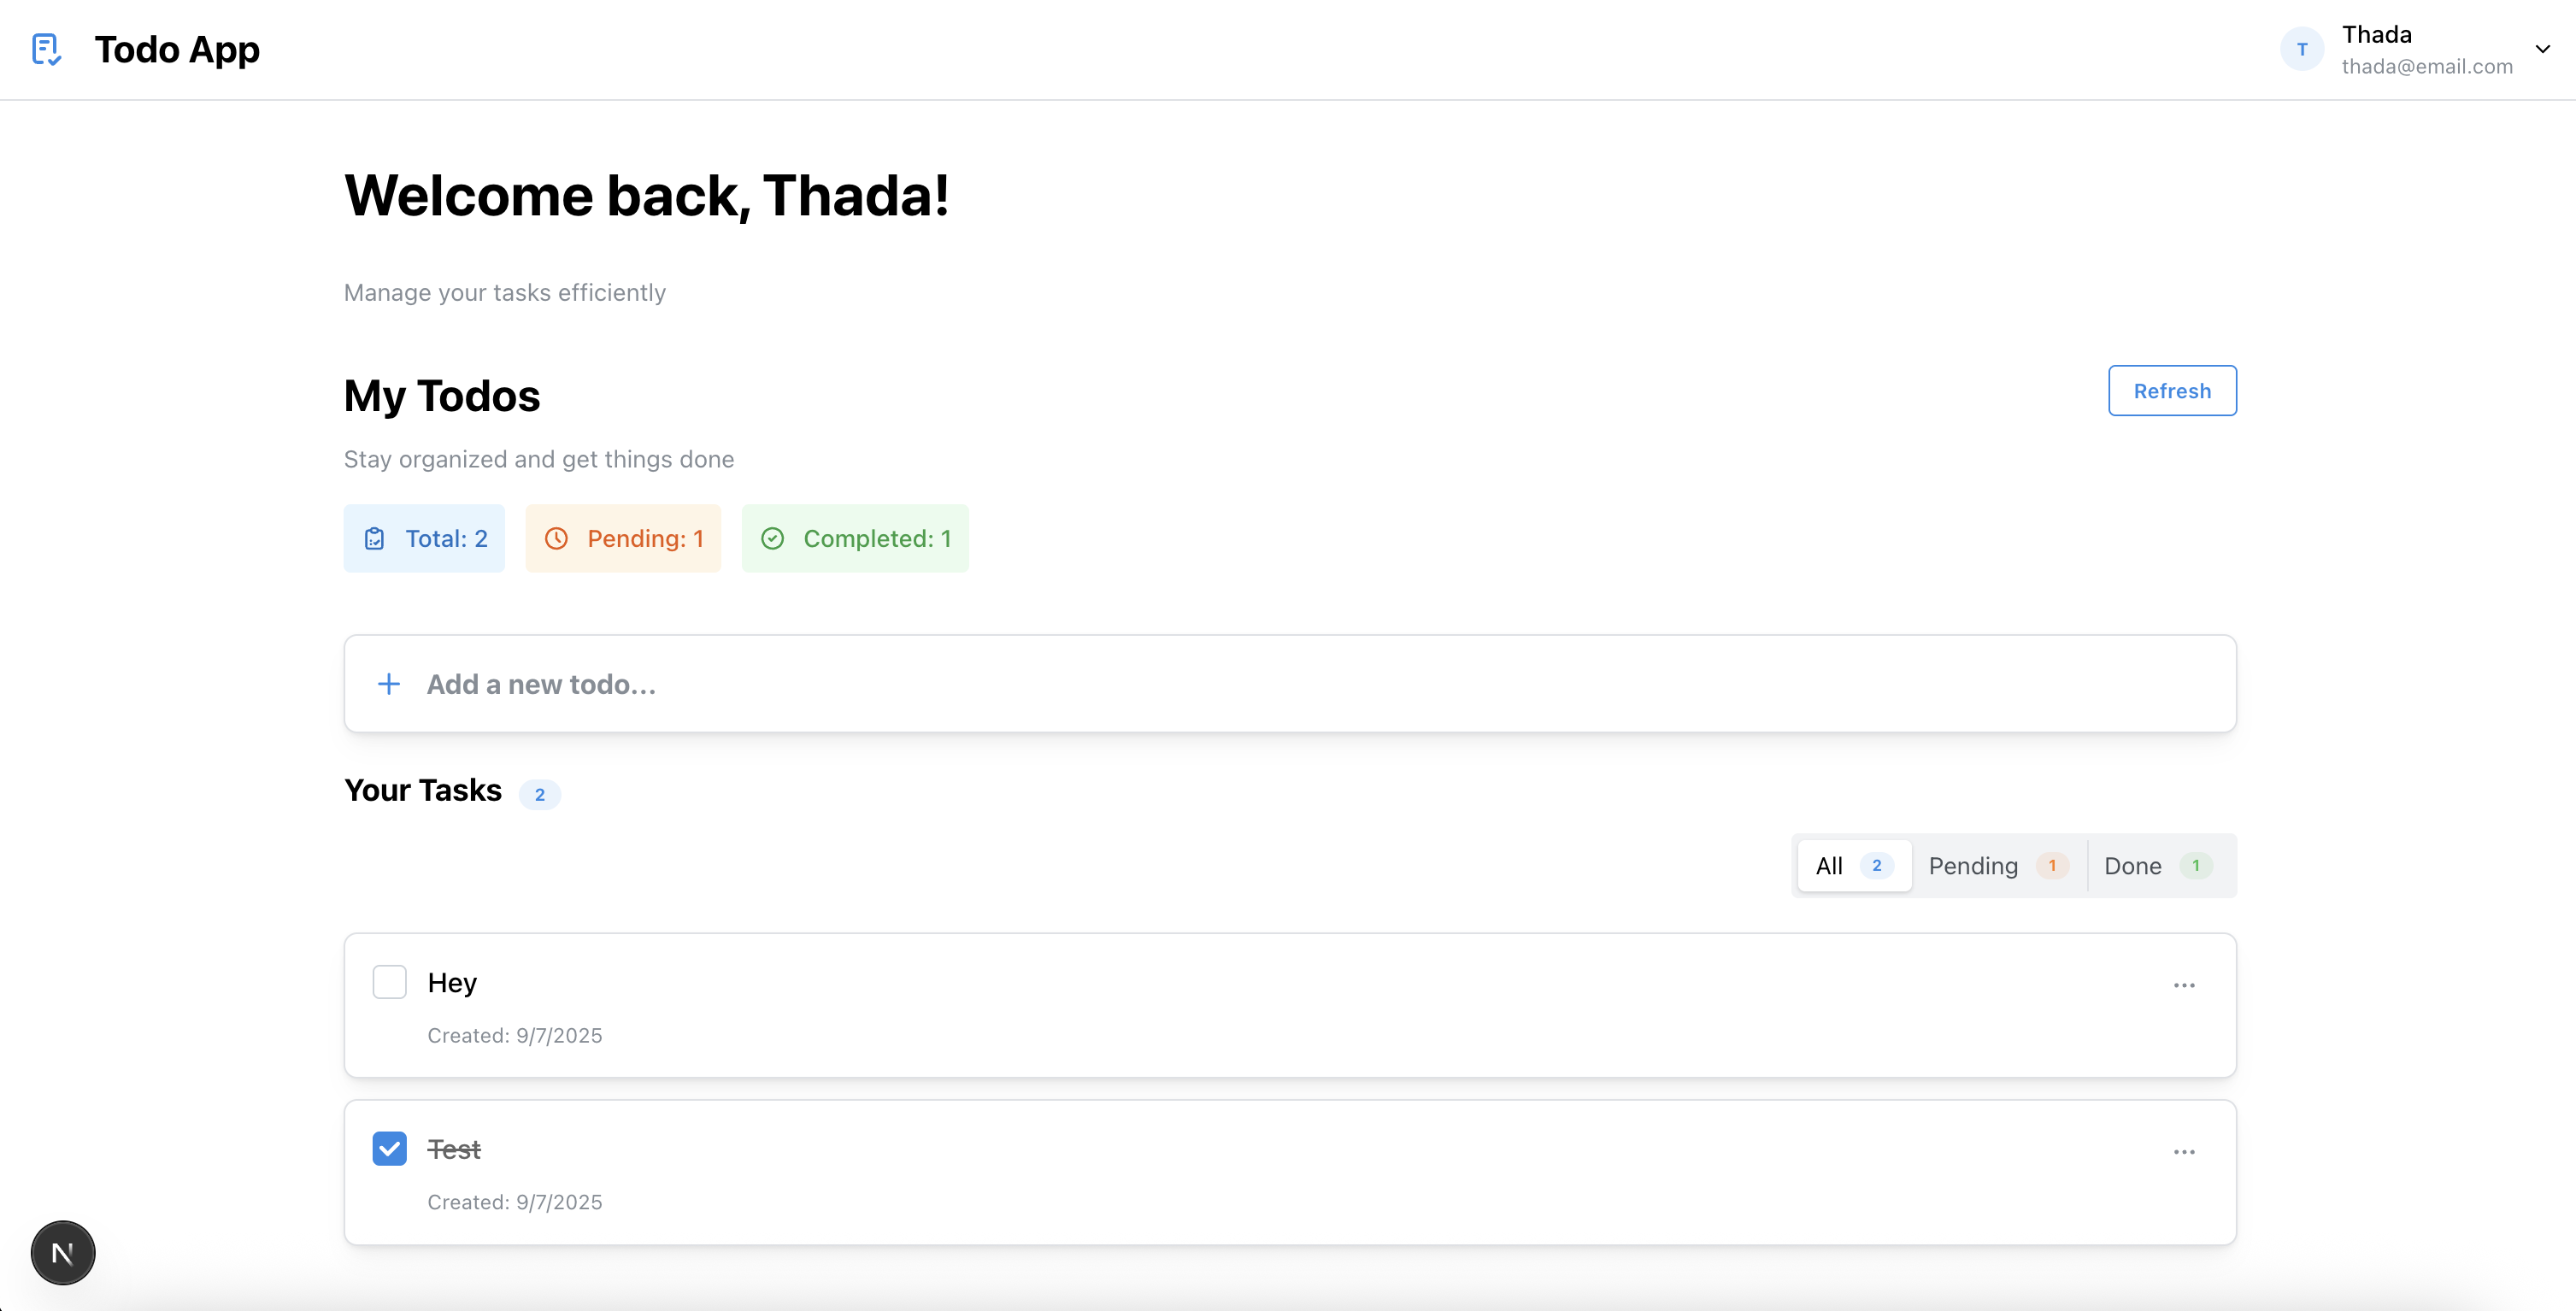 Todo App
T
Thada
thada@email.com
Welcome back, Thada!
Manage your tasks efficiently
My Todos
Refresh
Stay organized and get things done
Total: 2
Pending: 1
Completed: 1
Add a new todo...
Your Tasks 2
All 2
Pending 1
Done 1
Hey
Created: 9/7/2025
Test
Created: 9/7/2025
N